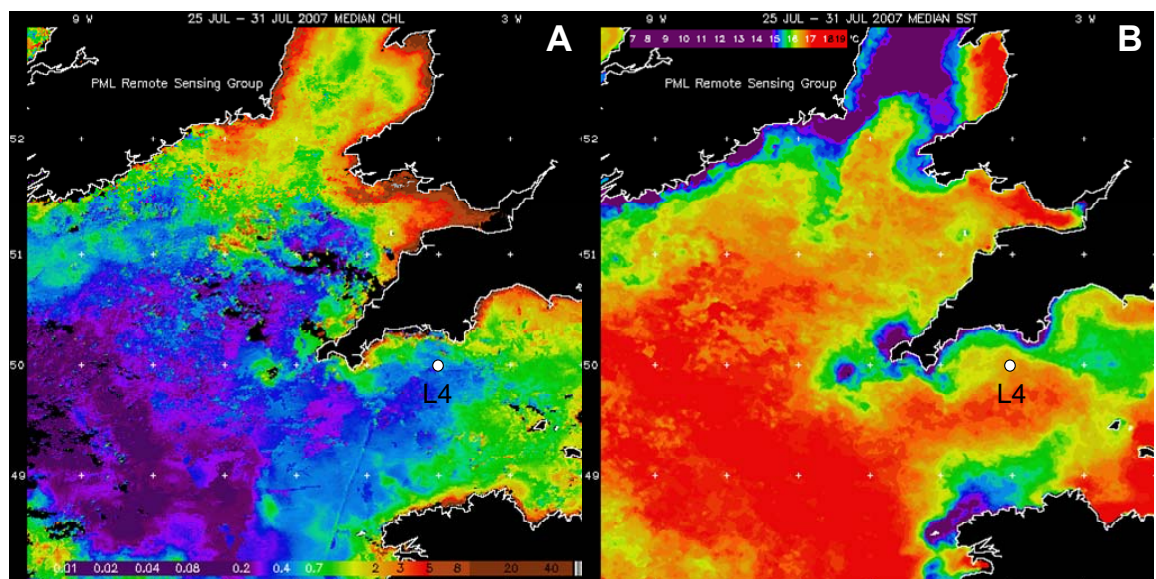 9 W 25 JUL - 31 JUL 2007 MEDIAN CHL 3 W
A
PML Remote Sensing Group
52
51
50
L4
49
0.01 0.02 0.04 0.08 0.2 0.4 0.7 2 3 5 8 20 40
9 W 25 JUL - 31 JUL 2007 MEDIAN SST 3 W
7 8 9 10 11 12 13 14 15 16 17 18 19 °C
B
PML Remote Sensing Group
52
51
50
L4
49